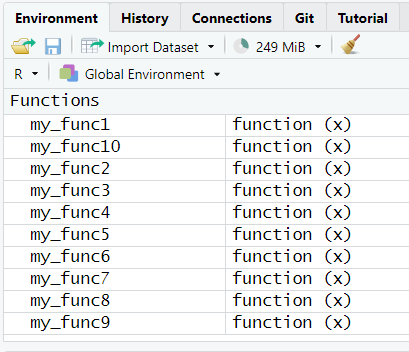 Environment History Connections Git Tutorial
Import Dataset 249 MiB
R Global Environment
Functions
my_func1 function (x)
my_func10 function (x)
my_func2 function (x)
my_func3 function (x)
my_func4 function (x)
my_func5 function (x)
my_func6 function (x)
my_func7 function (x)
my_func8 function (x)
my_func9 function (x)